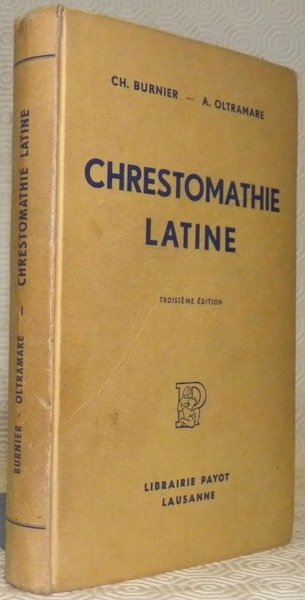 CH. BURNIER — A. OLTRAMARE
CHRESTOMATHIE
LATINE
TROISIÈME ÉDITION
P
LIBRAIRIE PAYOT
LAUSANNE
BURNIER - OLTRAMARE — CHRESTOMATHIE LATINE